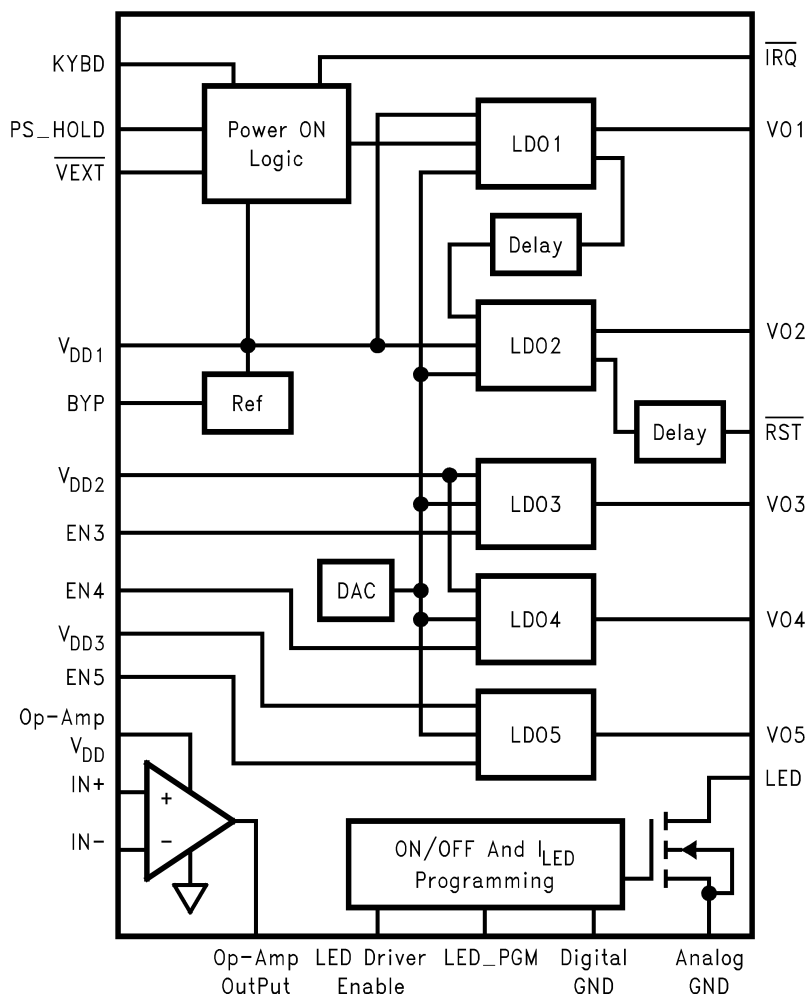 KYBD
IRQ
PS_HOLD
Power ON
Logic
LDO1
VO1
VEXT
Delay
VDD1
LDO2
VO2
BYP
Ref
Delay
RST
VDD2
LDO3
VO3
EN3
EN4
DAC
LDO4
VO4
VDD3
EN5
Op-Amp
VDD
LDO5
VO5
IN+
+
LED
IN-
-
ON/OFF And ILED
Programming
Op-Amp
OutPut
LED Driver
Enable
LED_PGM
Digital
GND
Analog
GND